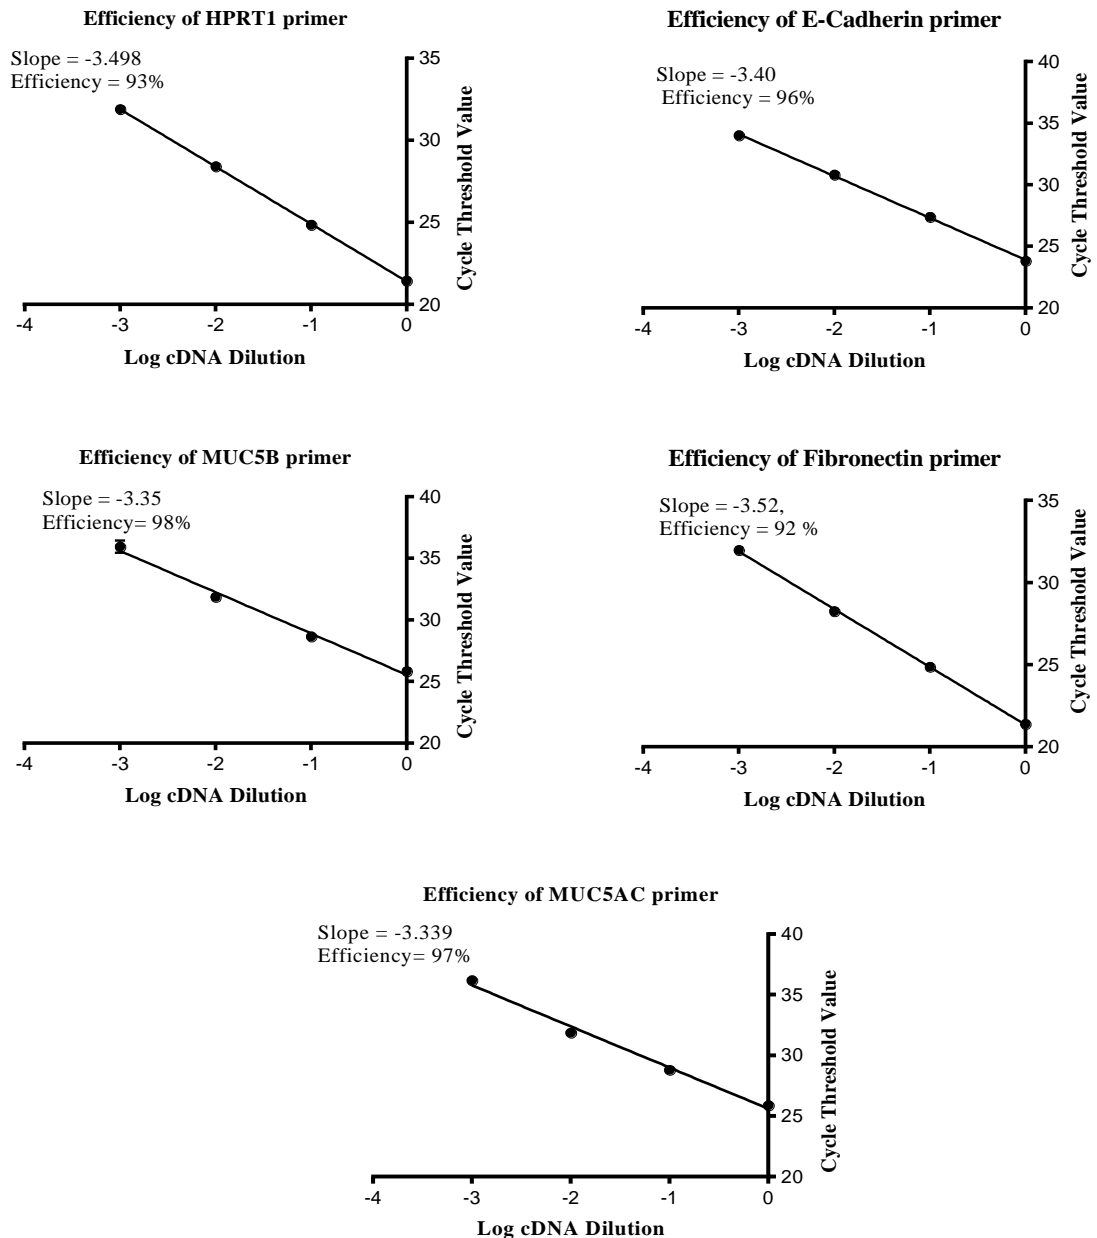 Efficiency of HPRT1 primer
Slope = -3.498
Efficiency = 93%
35
30
25
20
Cycle Threshold Value
-4 -3 -2 -1 0
Log cDNA Dilution
Efficiency of E-Cadherin primer
Slope = -3.40
Efficiency = 96%
40
35
30
25
20
Cycle Threshold Value
-4 -3 -2 -1 0
Log cDNA Dilution
Efficiency of MUC5B primer
Slope = -3.35
Efficiency= 98%
40
35
30
25
20
Cycle Threshold Value
-4 -3 -2 -1 0
Log cDNA Dilution
Efficiency of Fibronectin primer
Slope = -3.52,
Efficiency = 92 %
35
30
25
20
Cycle Threshold Value
-4 -3 -2 -1 0
Log cDNA Dilution
Efficiency of MUC5AC primer
Slope = -3.339
Efficiency= 97%
40
35
30
25
20
Cycle Threshold Value
-4 -3 -2 -1 0
Log cDNA Dilution